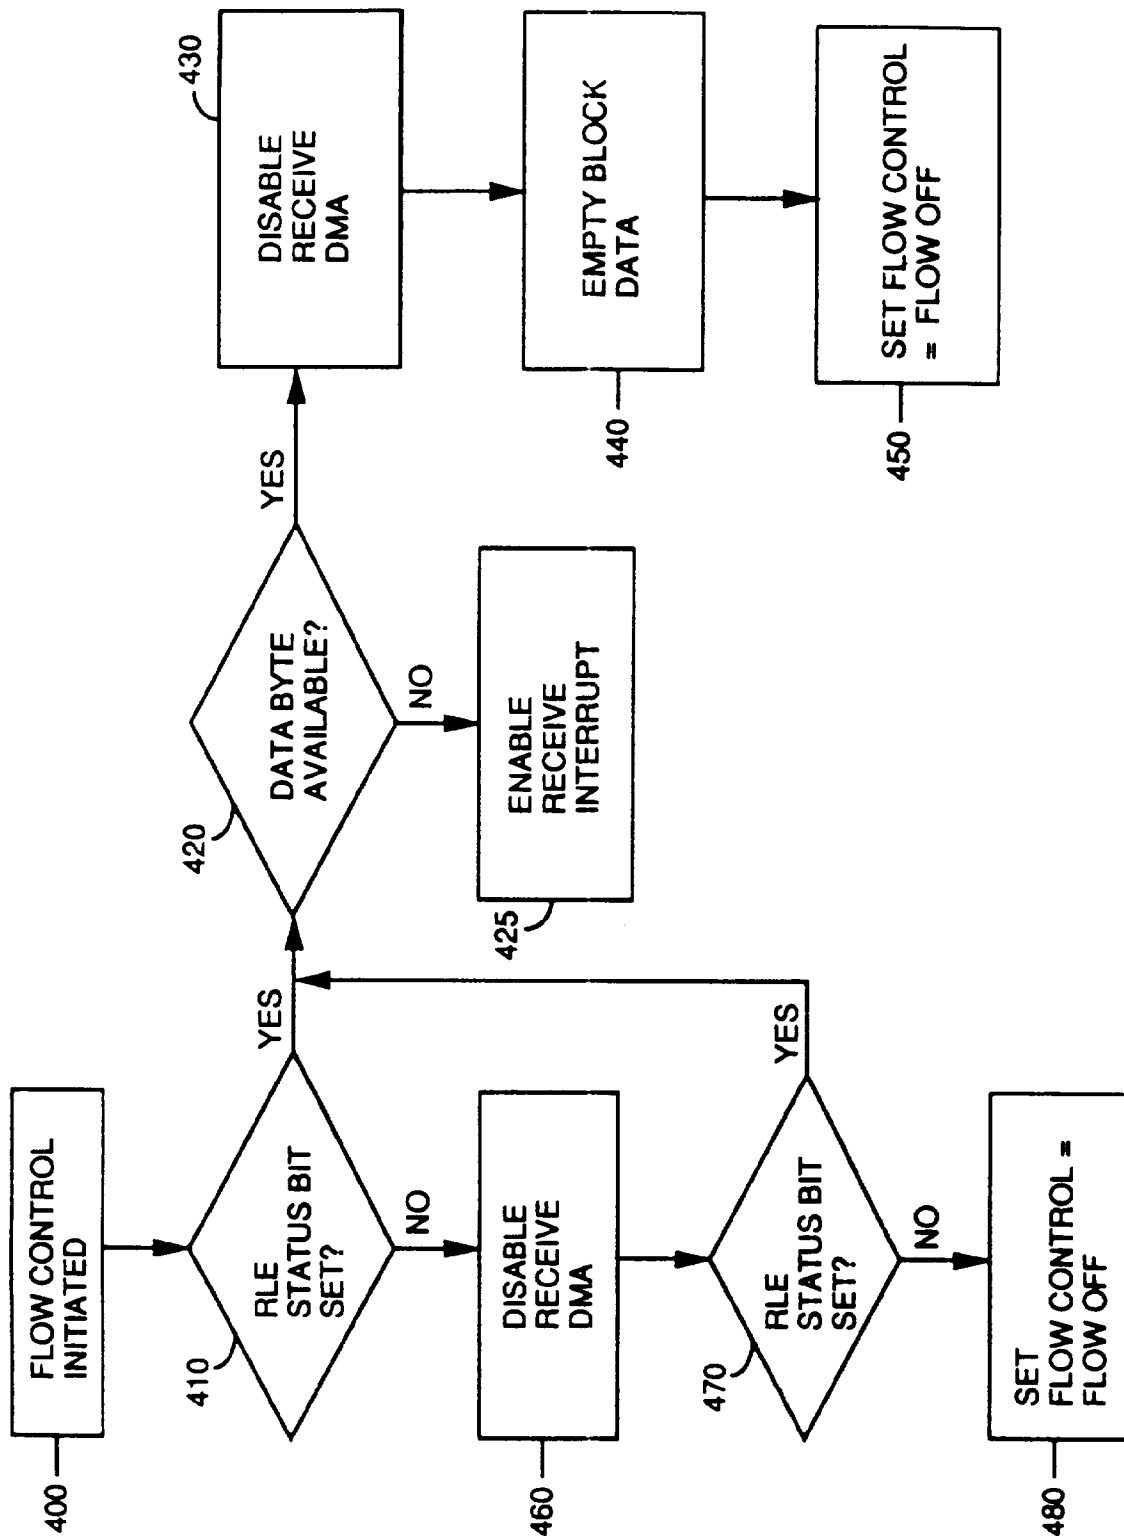 400
FLOW CONTROL
INITIATED
410
RLE
STATUS BIT
SET?
YES
NO
420
DATA BYTE
AVAILABLE?
YES
NO
430
DISABLE
RECEIVE
DMA
425
ENABLE
RECEIVE
INTERRUPT
440
EMPTY BLOCK
DATA
450
SET FLOW CONTROL
= FLOW OFF
460
DISABLE
RECEIVE
DMA
470
RLE
STATUS BIT
SET?
YES
NO
480
SET
FLOW CONTROL =
FLOW OFF